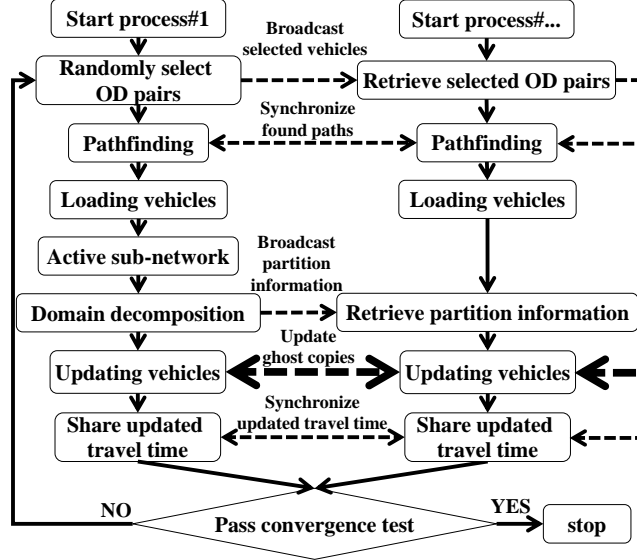 Start process#1
Broadcast
selected vehicles
Start process#...
Randomly select
OD pairs
Retrieve selected OD pairs
Synchronize
found paths
Pathfinding
Pathfinding
Loading vehicles
Loading vehicles
Active sub-network
Broadcast
partition
information
Domain decomposition
Retrieve partition information
Update
ghost copies
Updating vehicles
Updating vehicles
Synchronize
updated travel time
Share updated
travel time
Share updated
travel time
NO
YES
Pass convergence test
stop